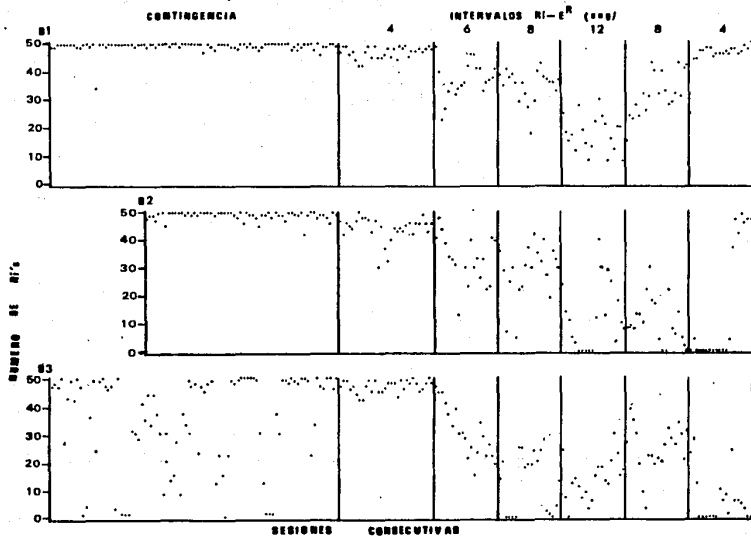 CONTINGENCIA
INTERVALOS Ri-E^R (seg)
4 6 8 12 8 4
S1
50
40
30
20
10
0
S2
50
40
30
20
10
0
S3
50
40
30
20
10
0
NUMERO DE Ri's
SESIONES CONSECUTIVAS